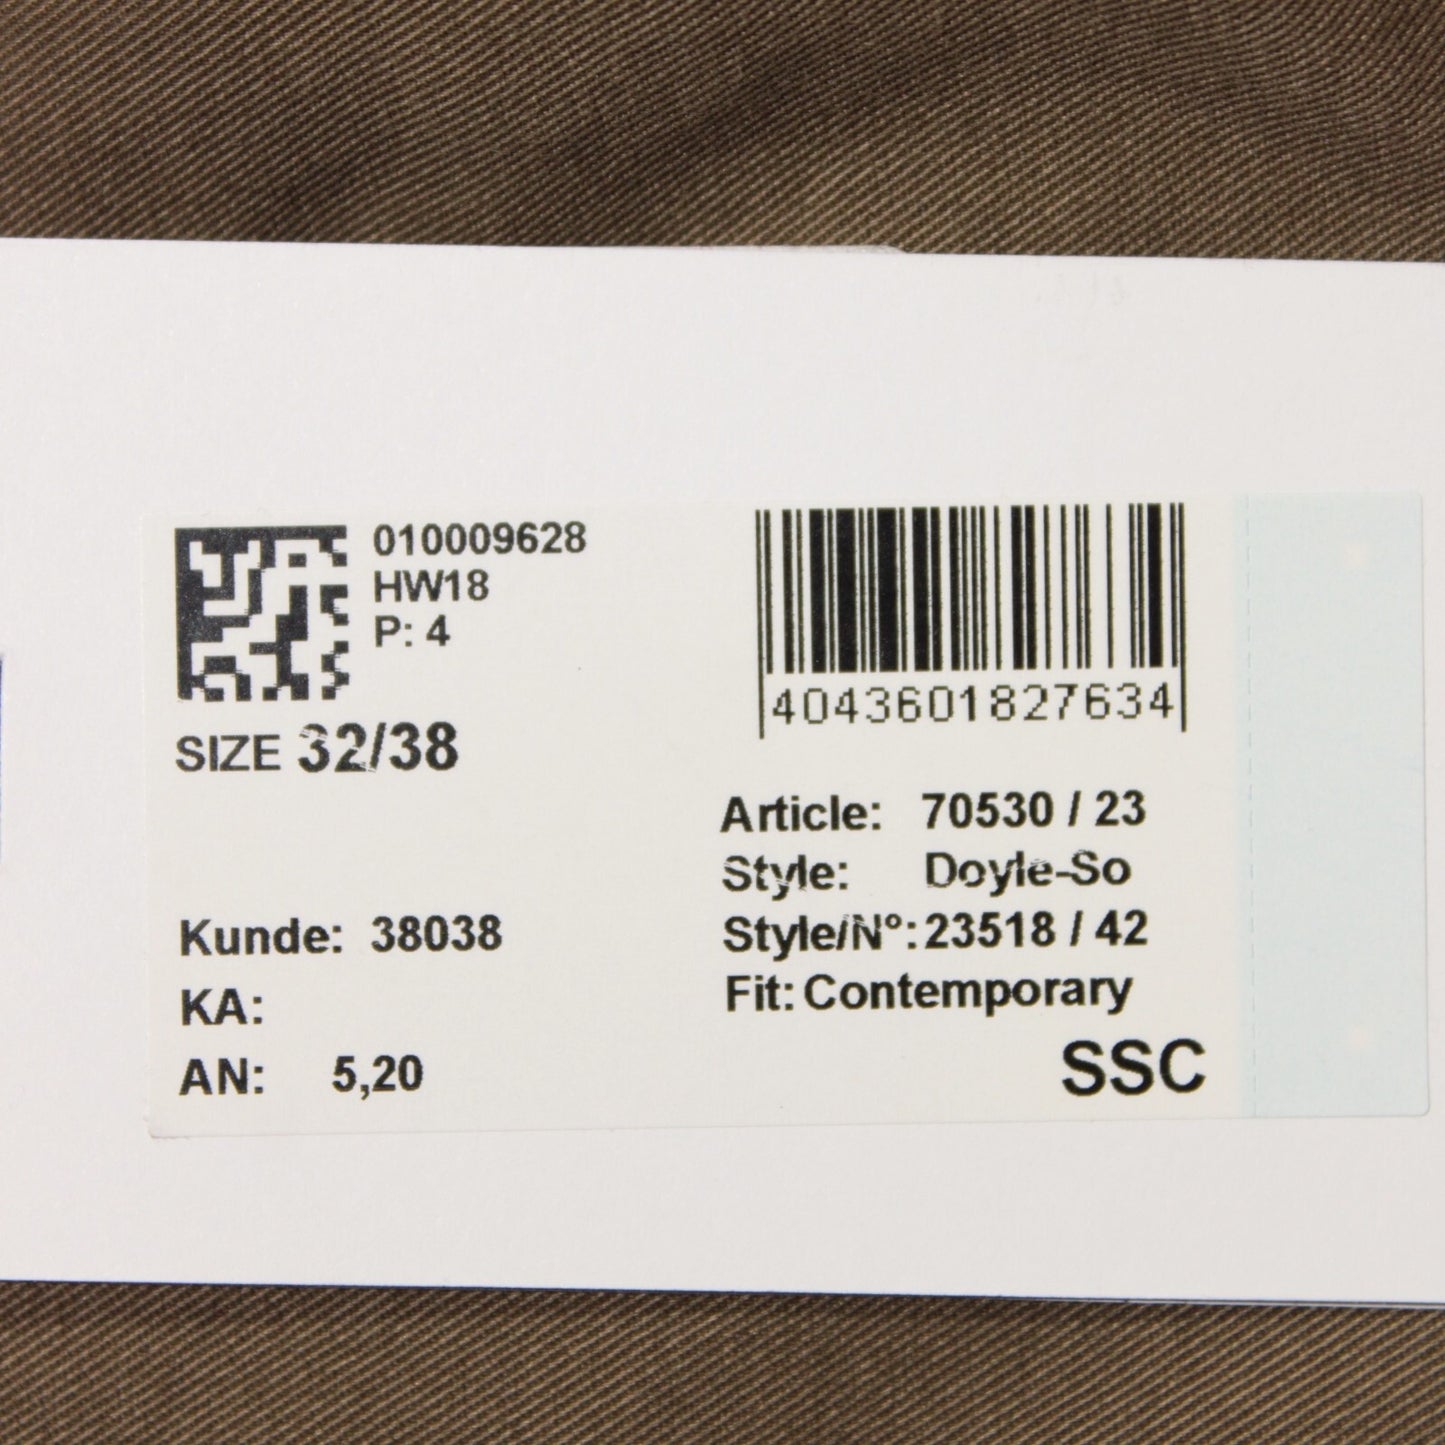 010009628
HW18
P: 4
SIZE 32/38
4043601827634
Article: 70530 / 23
Style: Doyle-So
Style/N°: 23518 / 42
Fit: Contemporary
SSC
Kunde: 38038
KA:
AN: 5,20